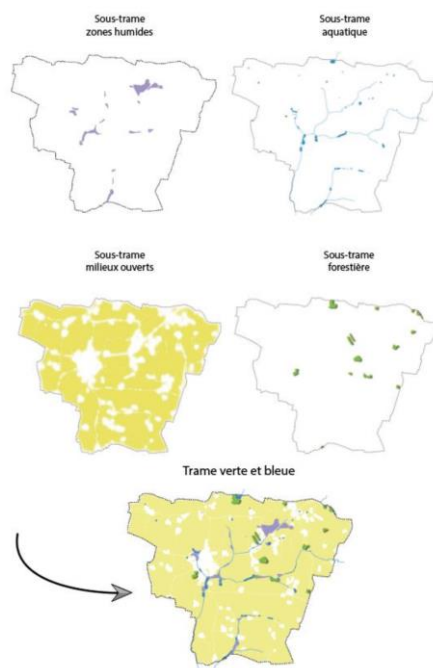 Sous-trame
zones humides
Sous-trame
aquatique
Sous-trame
milieux ouverts
Sous-trame
forestière
Trame verte et bleue